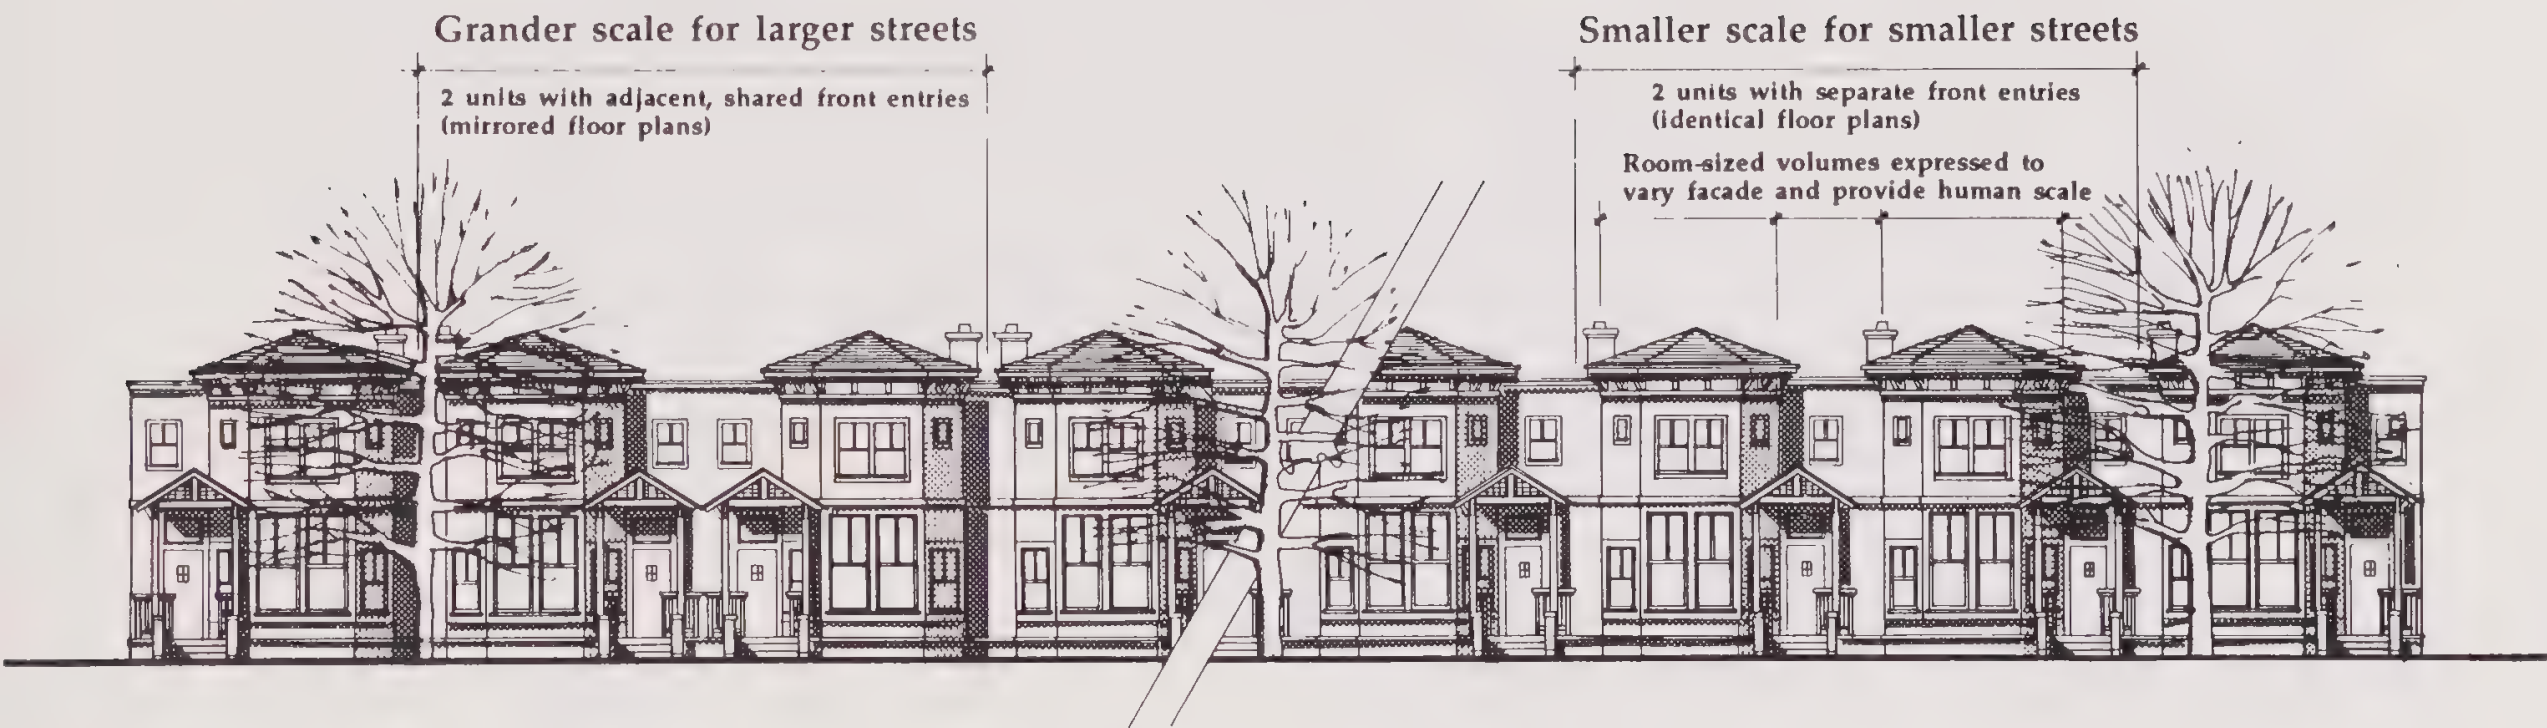 Grander scale for larger streets
2 units with adjacent, shared front entries
(mirrored floor plans)
Smaller scale for smaller streets
2 units with separate front entries
(identical floor plans)
Room-sized volumes expressed to
vary facade and provide human scale